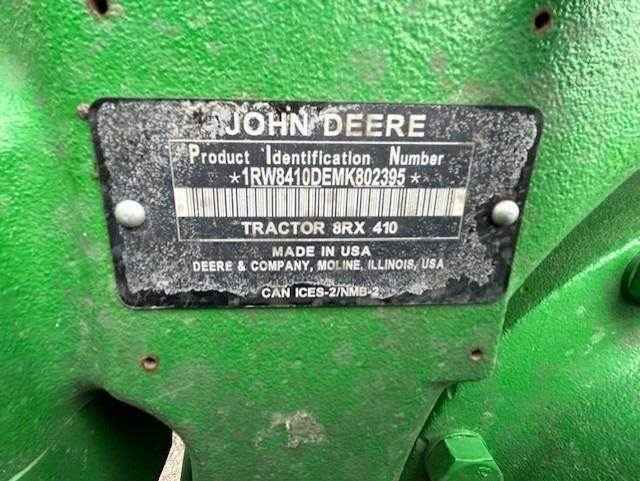 JOHN DEERE
Product Identification Number
*1RW8410DEMK802395*
TRACTOR 8RX 410
MADE IN USA
DEERE & COMPANY, MOLINE, ILLINOIS, USA
CAN ICES-2/NMB-2